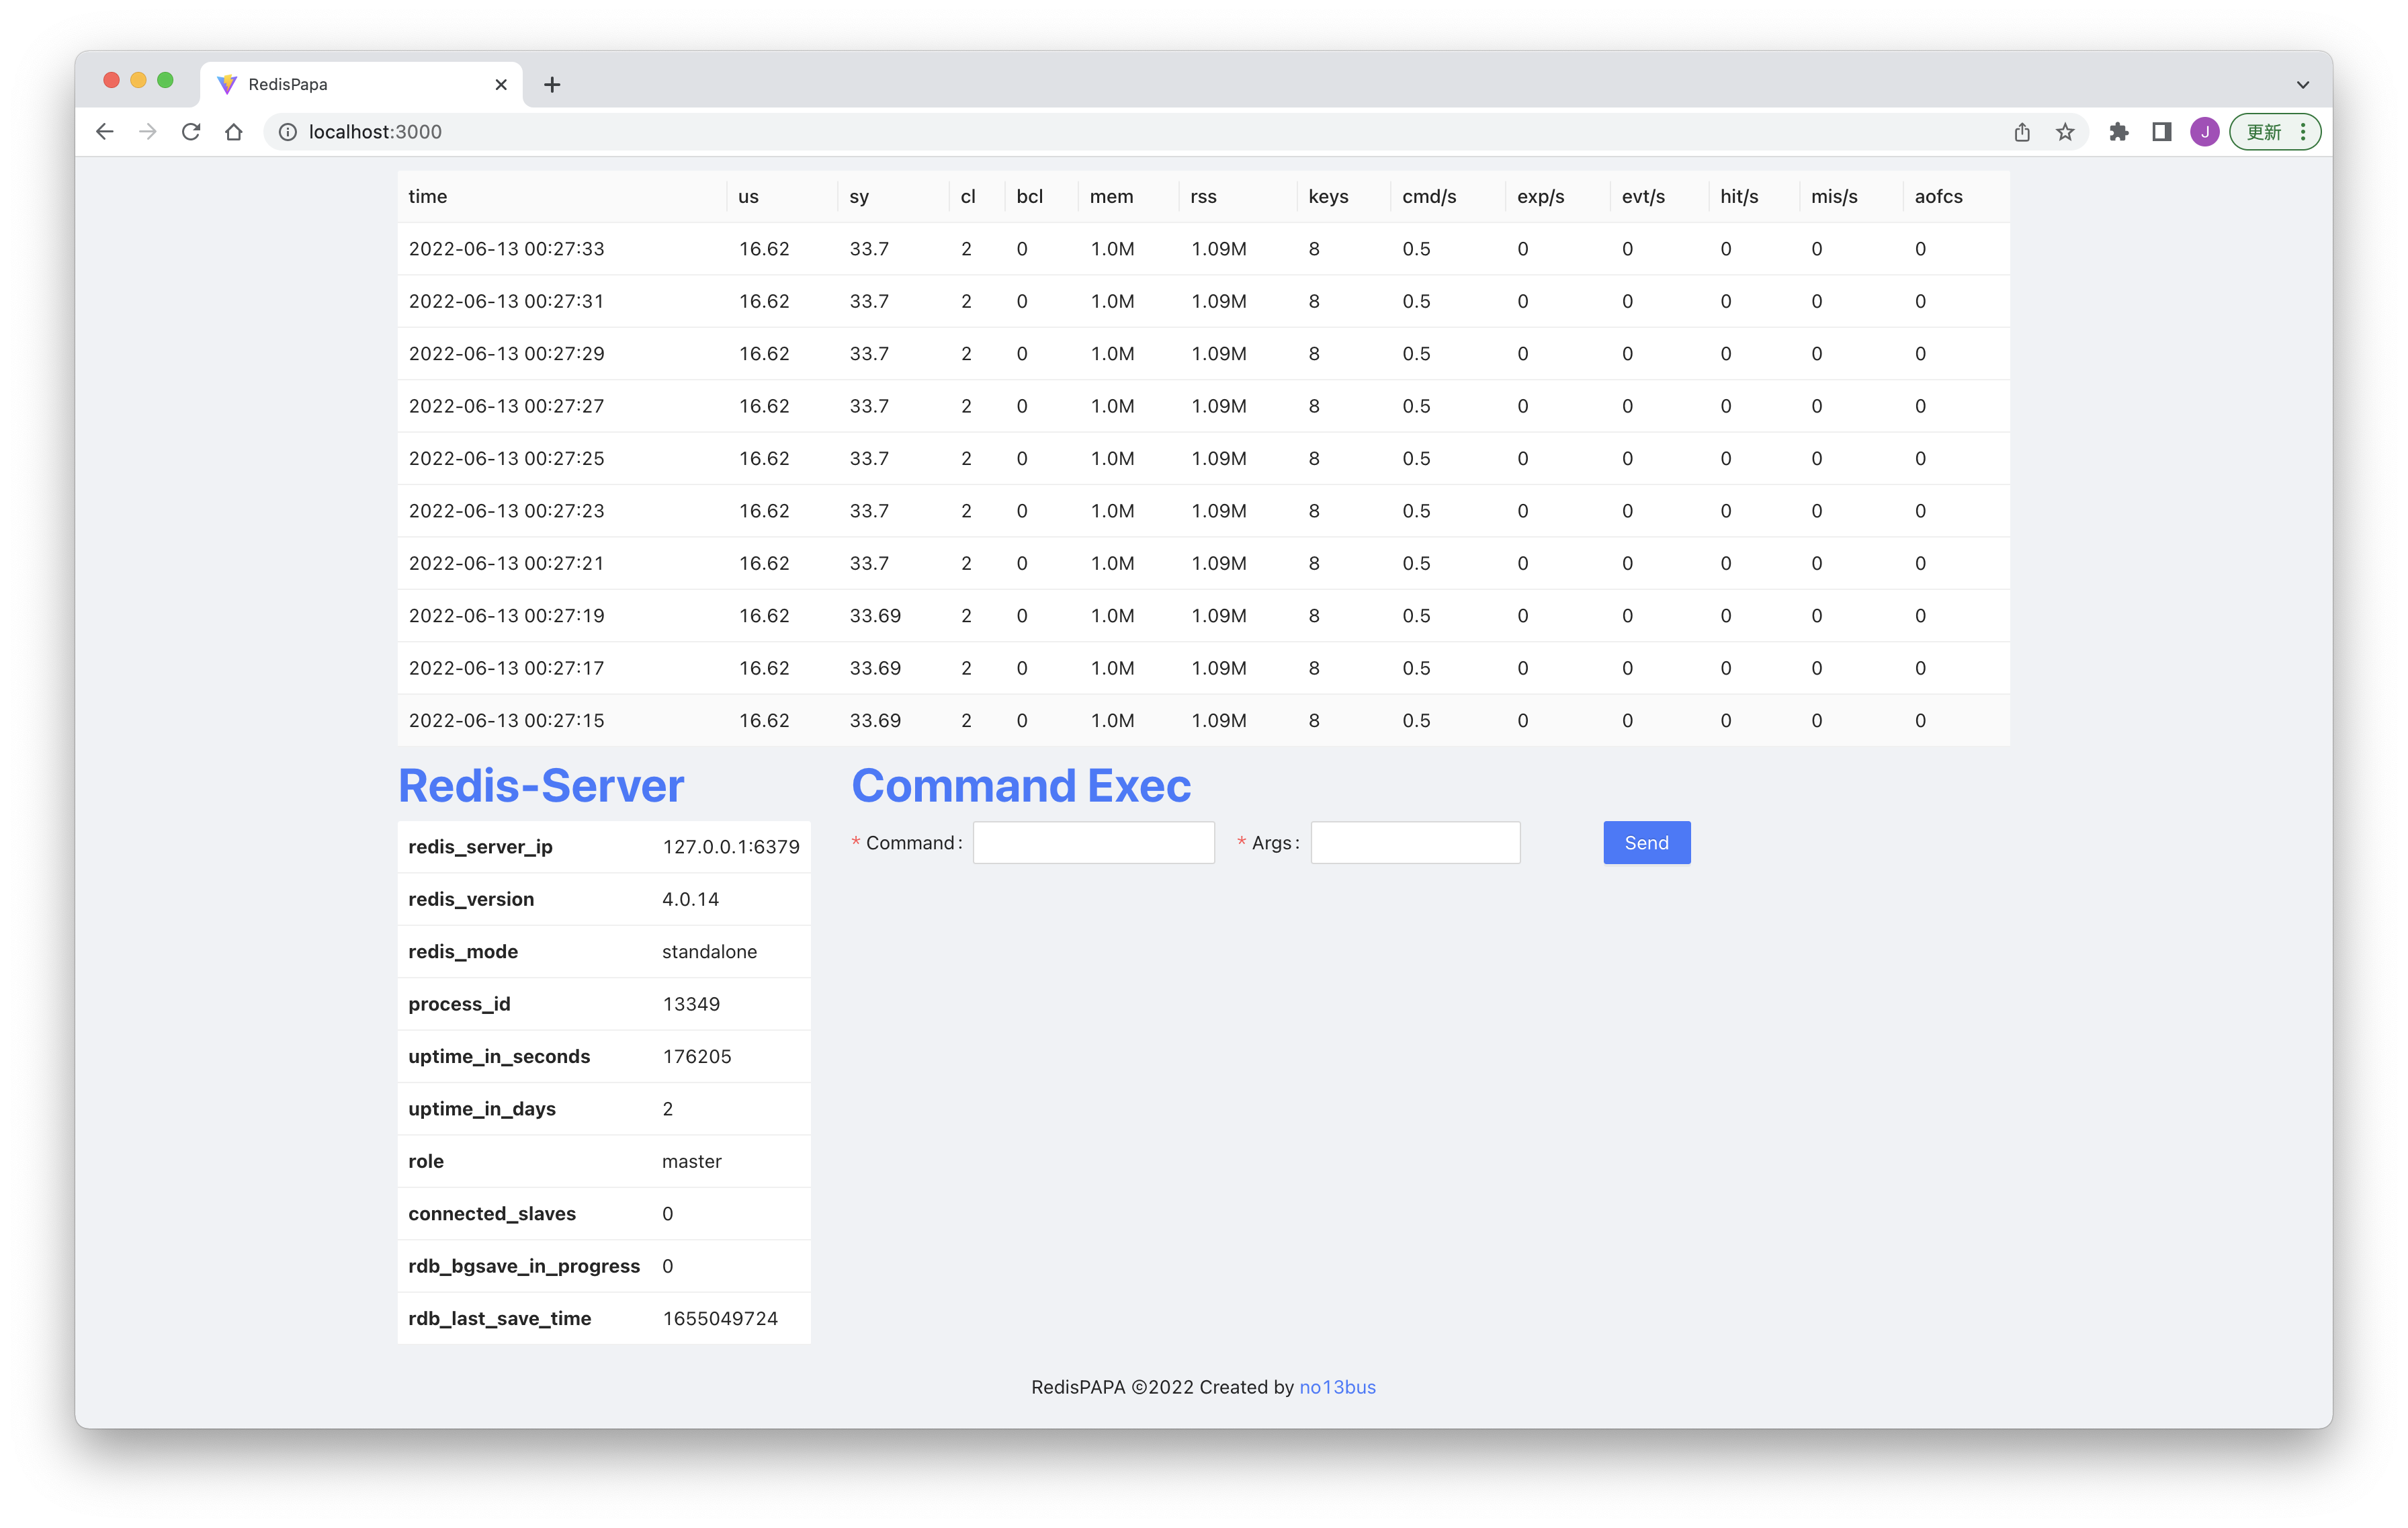 RedisPapa
localhost:3000
J
更新
time us sy cl bcl mem rss keys cmd/s exp/s evt/s hit/s mis/s aofcs
2022-06-13 00:27:33 16.62 33.7 2 0 1.0M 1.09M 8 0.5 0 0 0 0 0
2022-06-13 00:27:31 16.62 33.7 2 0 1.0M 1.09M 8 0.5 0 0 0 0 0
2022-06-13 00:27:29 16.62 33.7 2 0 1.0M 1.09M 8 0.5 0 0 0 0 0
2022-06-13 00:27:27 16.62 33.7 2 0 1.0M 1.09M 8 0.5 0 0 0 0 0
2022-06-13 00:27:25 16.62 33.7 2 0 1.0M 1.09M 8 0.5 0 0 0 0 0
2022-06-13 00:27:23 16.62 33.7 2 0 1.0M 1.09M 8 0.5 0 0 0 0 0
2022-06-13 00:27:21 16.62 33.7 2 0 1.0M 1.09M 8 0.5 0 0 0 0 0
2022-06-13 00:27:19 16.62 33.69 2 0 1.0M 1.09M 8 0.5 0 0 0 0 0
2022-06-13 00:27:17 16.62 33.69 2 0 1.0M 1.09M 8 0.5 0 0 0 0 0
2022-06-13 00:27:15 16.62 33.69 2 0 1.0M 1.09M 8 0.5 0 0 0 0 0
Redis-Server
redis_server_ip 127.0.0.1:6379
redis_version 4.0.14
redis_mode standalone
process_id 13349
uptime_in_seconds 176205
uptime_in_days 2
role master
connected_slaves 0
rdb_bgsave_in_progress 0
rdb_last_save_time 1655049724
Command Exec
* Command: * Args: Send
RedisPAPA ©2022 Created by no13bus